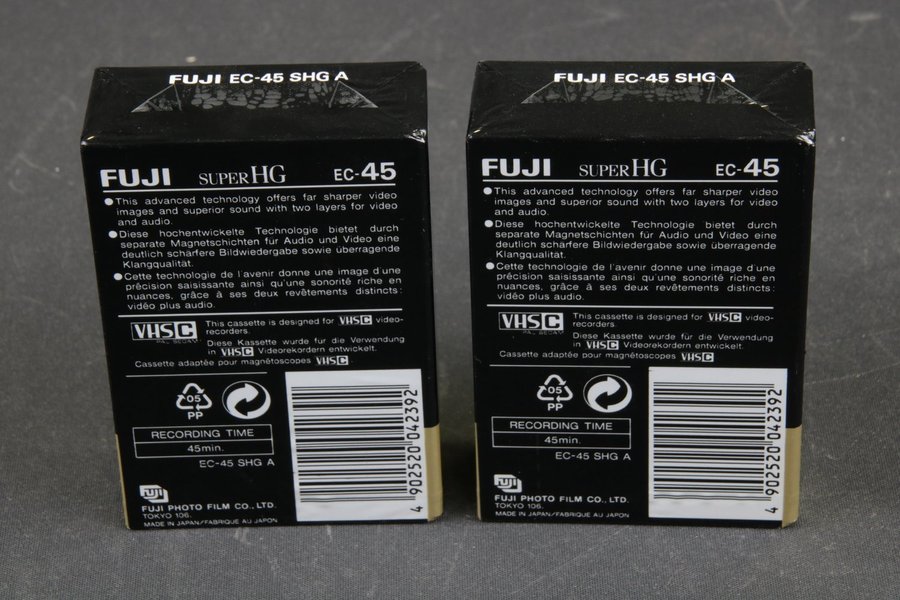 FUJI EC-45 SHG A
FUJI SUPER HG EC-45
●This advanced technology offers far sharper video
images and superior sound with two layers for video
and audio.
●Diese hochentwickelte Technologie bietet durch
separate Magnetschichten für Audio und Video eine
deutlich schärfere Bildwiedergabe sowie überragende
Klangqualität.
●Cette technologie de l'avenir donne une image d'une
précision saisissante ainsi qu'une sonorité riche en
nuances, grâce à ses deux revêtements distincts:
vidéo plus audio.
VHS C
PAL SECAM
This cassette is designed for VHS C video-
recorders.
Diese Kassette wurde für die Verwendung
in VHS C Videorekordern entwickelt.
Cassette adaptée pour magnétoscopes VHS C.
05
PP
RECORDING TIME
45min.
EC-45 SHG A
FUJI
FUJI PHOTO FILM CO., LTD.
TOKYO 106.
MADE IN JAPAN/FABRIQUE AU JAPON
4 902520 042392
FUJI EC-45 SHG A
FUJI SUPER HG EC-45
●This advanced technology offers far sharper video
images and superior sound with two layers for video
and audio.
●Diese hochentwickelte Technologie bietet durch
separate Magnetschichten für Audio und Video eine
deutlich schärfere Bildwiedergabe sowie überragende
Klangqualität.
●Cette technologie de l'avenir donne une image d'une
précision saisissante ainsi qu'une sonorité riche en
nuances, grâce à ses deux revêtements distincts:
vidéo plus audio.
VHS C
PAL SECAM
This cassette is designed for VHS C video-
recorders.
Diese Kassette wurde für die Verwendung
in VHS C Videorekordern entwickelt.
Cassette adaptée pour magnétoscopes VHS C
05
PP
RECORDING TIME
45min.
EC-45 SHG A
FUJI
FUJI PHOTO FILM CO., LTD.
TOKYO 106.
MADE IN JAPAN/FABRIQUE AU JAPON
4 902520 042392